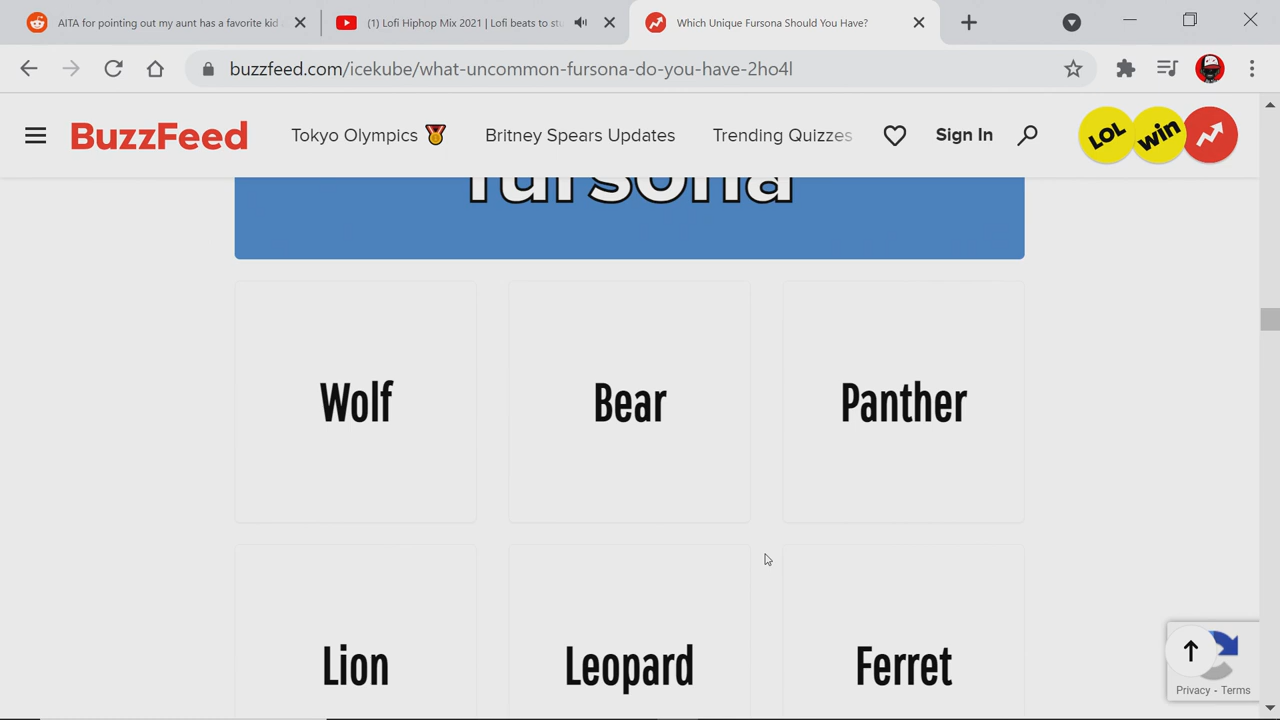 AITA for pointing out my aunt has a favorite kid
(1) Lofi Hiphop Mix 2021 | Lofi beats to stu
Which Unique Fursona Should You Have?
buzzfeed.com/icekube/what-uncommon-fursona-do-you-have-2ho4l
BuzzFeed
Tokyo Olympics
Britney Spears Updates
Trending Quizzes
Sign In
LOL
win
fursona
Wolf
Bear
Panther
Lion
Leopard
Ferret
Privacy - Terms